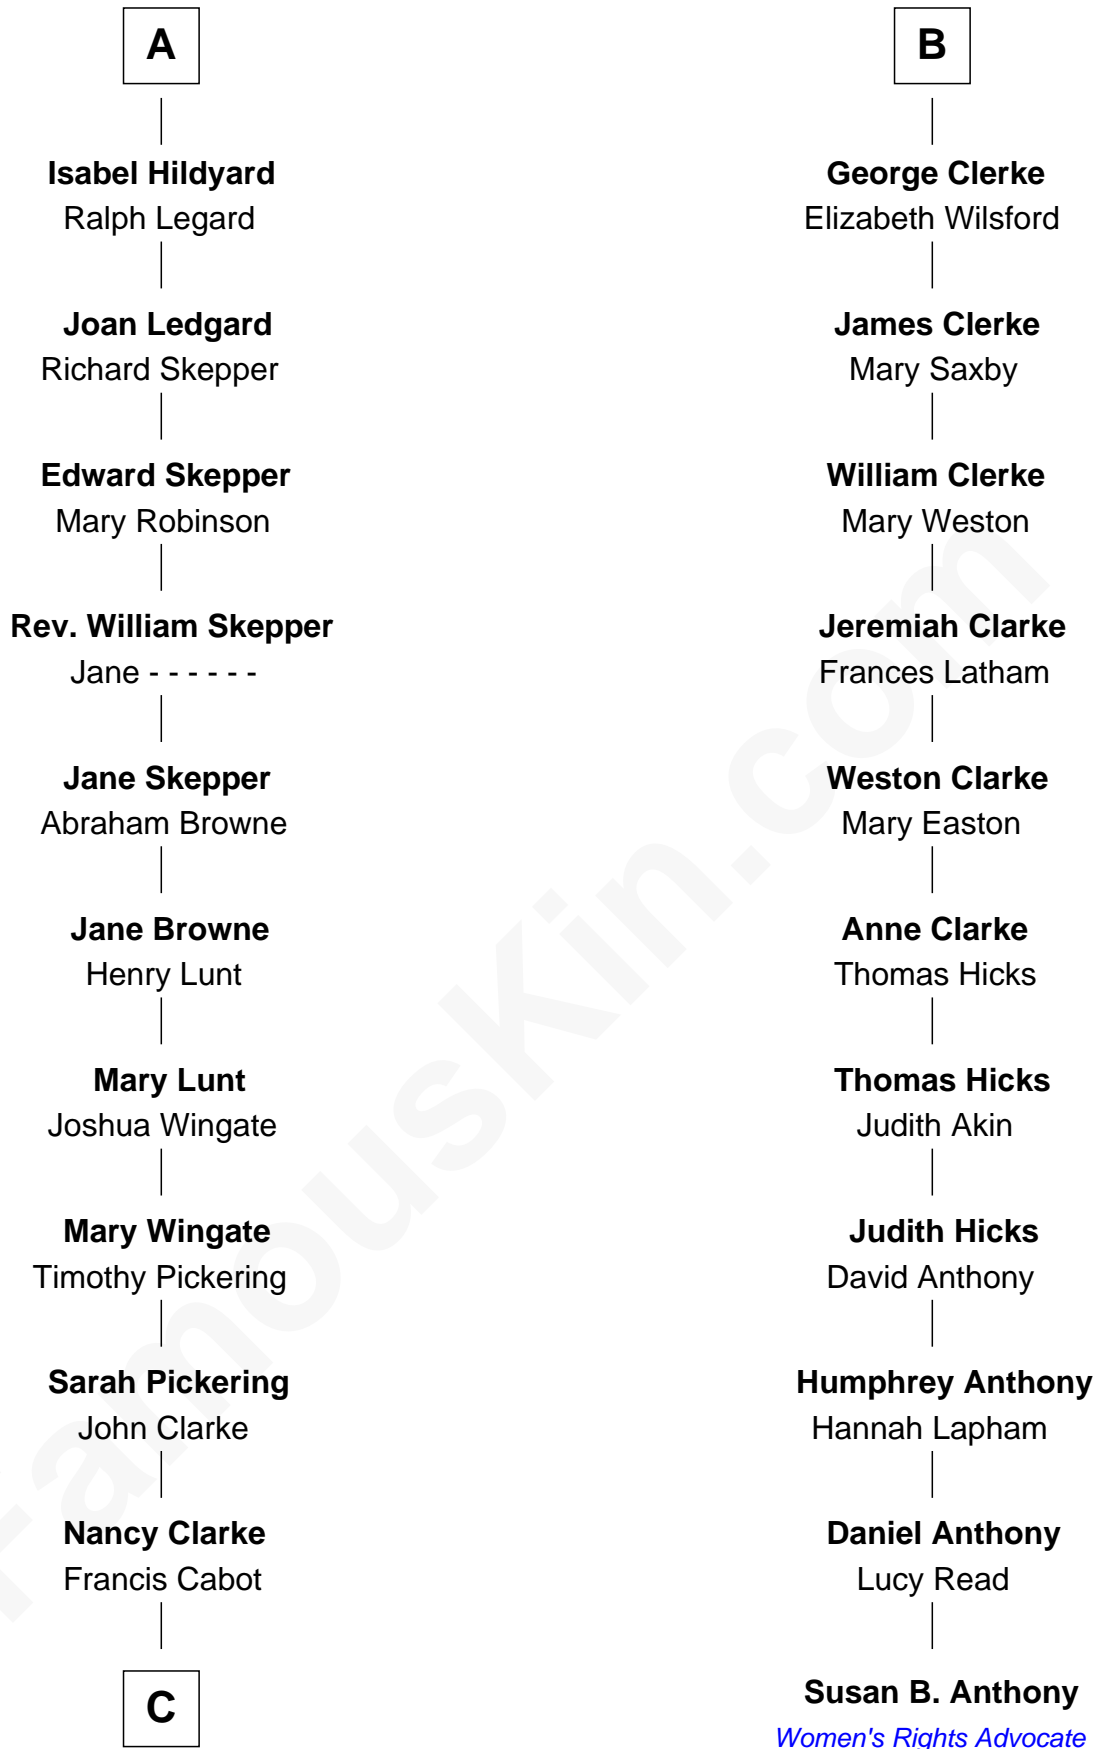 A
Isabel Hildyard
Ralph Legard
Joan Ledgard
Richard Skepper
Edward Skepper
Mary Robinson
Rev. William Skepper
Jane - - - - - -
Jane Skepper
Abraham Browne
Jane Browne
Henry Lunt
Mary Lunt
Joshua Wingate
Mary Wingate
Timothy Pickering
Sarah Pickering
John Clarke
Nancy Clarke
Francis Cabot
C
B
George Clerke
Elizabeth Wilsford
James Clerke
Mary Saxby
William Clerke
Mary Weston
Jeremiah Clarke
Frances Latham
Weston Clarke
Mary Easton
Anne Clarke
Thomas Hicks
Thomas Hicks
Judith Akin
Judith Hicks
David Anthony
Humphrey Anthony
Hannah Lapham
Daniel Anthony
Lucy Read
Susan B. Anthony
Women's Rights Advocate
FamousKin.com